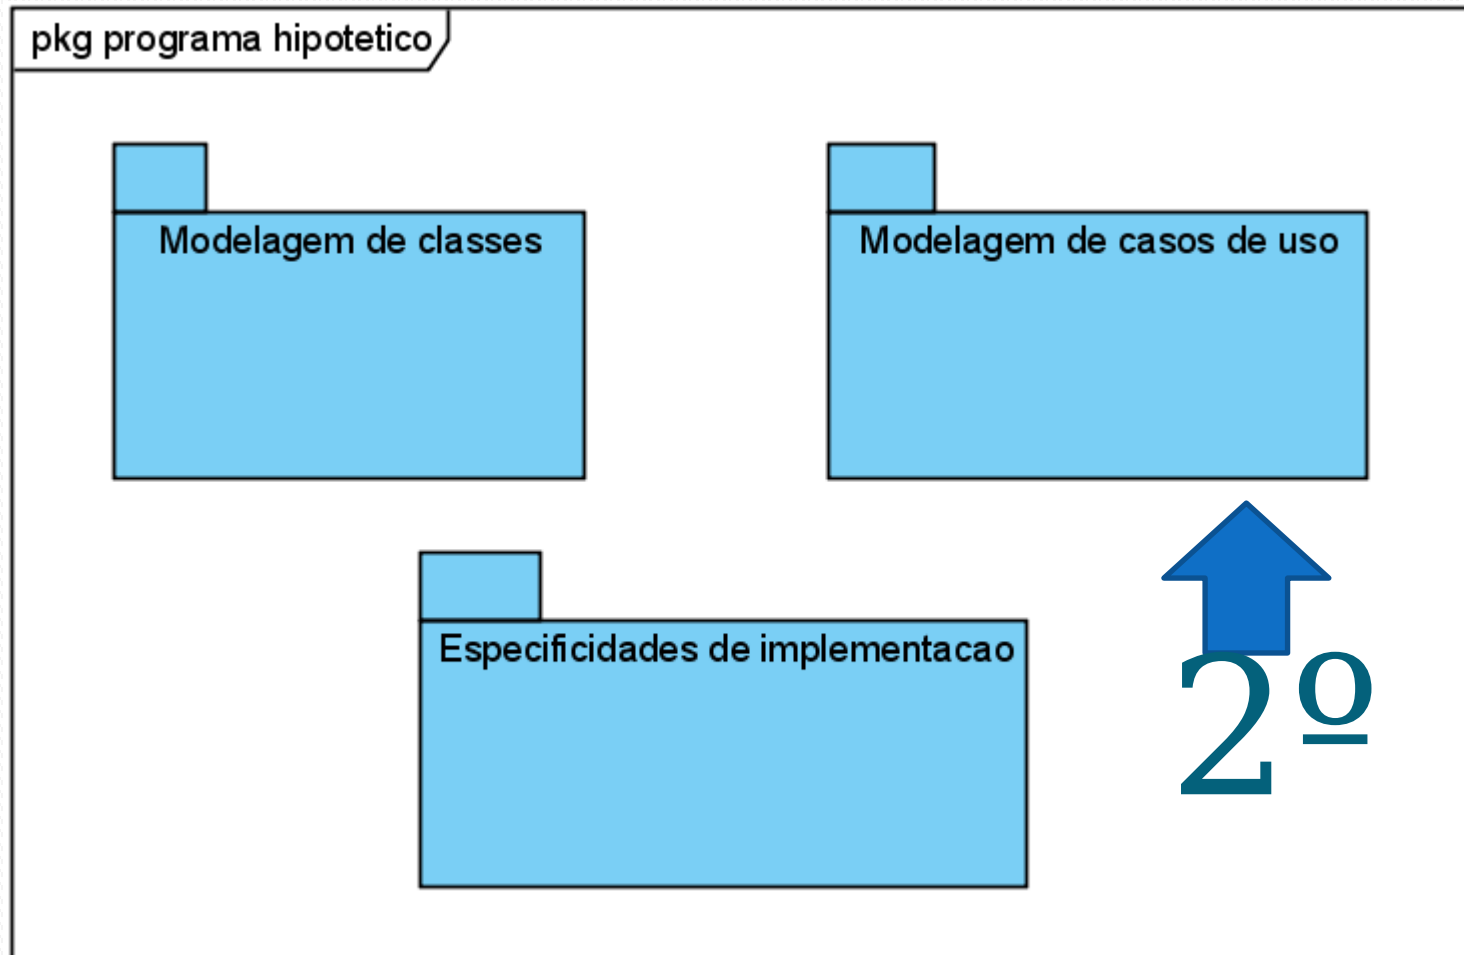 pkg programa hipotetico
Modelagem de classes
Modelagem de casos de uso
Especificidades de implementacao
2º